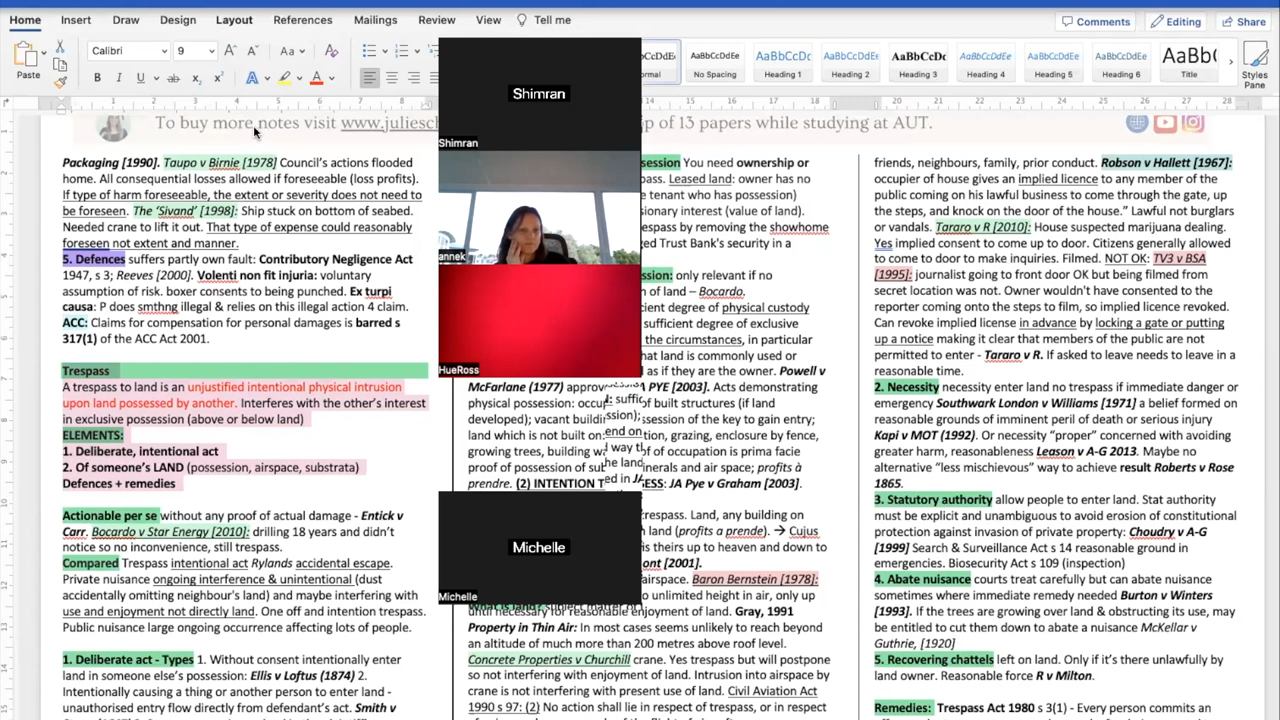 Home Insert Draw Design Layout References Mailings Review View Tell me
Comments Editing Share
Paste
Calibri 9
No Spacing Heading 1 Heading 2 Heading 3 Heading 4 Heading 5 Heading 6 Title
Styles Pane
To buy more notes visit www.juliesch
p of 13 papers while studying at AUT.
Packaging [1990]. Taupo v Birnie [1978] Council's actions flooded
home. All consequential losses allowed if foreseeable (loss profits).
If type of harm foreseeable, the extent or severity does not need to
be foreseen. The 'Sivand' [1998]: Ship stuck on bottom of seabed.
Needed crane to lift it out. That type of expense could reasonably
foreseen not extent and manner.
5. Defences suffers partly own fault: Contributory Negligence Act
1947, s 3; Reeves [2000]. Volenti non fit injuria: voluntary
assumption of risk. boxer consents to being punched. Ex turpi
causa: P does smthng illegal & relies on this illegal action 4 claim.
ACC: Claims for compensation for personal damages is barred s
317(1) of the ACC Act 2001.
Trespass
A trespass to land is an unjustified intentional physical intrusion
upon land possessed by another. Interferes with the other's interest
in exclusive possession (above or below land)
ELEMENTS:
1. Deliberate, intentional act
2. Of someone's LAND (possession, airspace, substrata)
Defences + remedies
Actionable per se without any proof of actual damage - Entick v
Carr. Bocardo v Star Energy [2010]: drilling 18 years and didn't
notice so no inconvenience, still trespass.
Compared Trespass intentional act Rylands accidental escape.
Private nuisance ongoing interference & unintentional (dust
accidentally omitting neighbour's land) and maybe interfering with
use and enjoyment not directly land. One off and intention trespass.
Public nuisance large ongoing occurrence affecting lots of people.
1. Deliberate act - Types 1. Without consent intentionally enter
land in someone else's possession: Ellis v Loftus (1874) 2.
Intentionally causing a thing or another person to enter land -
unauthorised entry flow directly from defendant's act. Smith v
Shimran
Shimran
annek
HueRoss
Michelle
Michelle
session You need ownership or
. Leased land: owner has no
tenant who has possession)
sionary interest (value of land).
espass by removing the showhome
ged Trust Bank's security in a
ssion: only relevant if no
n of land – Bocardo.
cient degree of physical custody
sufficient degree of exclusive
the circumstances, in particular
hat land is commonly used or
as if they are the owner. Powell v
McFarlane (1977) approv A PYE [2003]. Acts demonstrating
physical possession: occu of built structures (if land
developed); vacant buildi ssession of the key to gain entry;
land which is not built on: tion, grazing, enclosure by fence,
growing trees, building w of occupation is prima facie
proof of possession of sub inerals and air space; profits à
prendre. (2) INTENTION T SESS: JA Pye v Graham [2003].
trespass. Land, any building on
land (profits a prende). → Cujus
is theirs up to heaven and down to
ont [2001].
airspace. Baron Bernstein [1978]:
to unlimited height in air, only up
until necessary for reasonable enjoyment of land. Gray, 1991
Property in Thin Air: In most cases seems unlikely to reach beyond
an altitude of much more than 200 metres above roof level.
Concrete Properties v Churchill crane. Yes trespass but will postpone
so not interfering with enjoyment of land. Intrusion into airspace by
crane is not interfering with present use of land. Civil Aviation Act
1990 s 97: (2) No action shall lie in respect of trespass, or in
friends, neighbours, family, prior conduct. Robson v Hallett [1967]:
occupier of house gives an implied licence to any member of the
public coming on his lawful business to come through the gate, up
the steps, and knock on the door of the house." Lawful not burglars
or vandals. Tararo v R [2010]: House suspected marijuana dealing.
Yes implied consent to come up to door. Citizens generally allowed
to come to door to make inquiries. Filmed. NOT OK: TV3 v BSA
[1995]: journalist going to front door OK but being filmed from
secret location was not. Owner wouldn't have consented to the
reporter coming onto the steps to film, so implied licence revoked.
Can revoke implied license in advance by locking a gate or putting
up a notice making it clear that members of the public are not
permitted to enter - Tararo v R. If asked to leave needs to leave in a
reasonable time.
2. Necessity necessity enter land no trespass if immediate danger or
emergency Southwark London v Williams [1971] a belief formed on
reasonable grounds of imminent peril of death or serious injury
Kapi v MOT (1992). Or necessity "proper" concerned with avoiding
greater harm, reasonableness Leason v A-G 2013. Maybe no
alternative "less mischievous" way to achieve result Roberts v Rose
1865.
3. Statutory authority allow people to enter land. Stat authority
must be explicit and unambiguous to avoid erosion of constitutional
protection against invasion of private property: Choudry v A-G
[1999] Search & Surveillance Act s 14 reasonable ground in
emergencies. Biosecurity Act s 109 (inspection)
4. Abate nuisance courts treat carefully but can abate nuisance
sometimes where immediate remedy needed Burton v Winters
[1993]. If the trees are growing over land & obstructing its use, may
be entitled to cut them down to abate a nuisance McKellar v
Guthrie, [1920]
5. Recovering chattels left on land. Only if it's there unlawfully by
land owner. Reasonable force R v Milton.
Remedies: Trespass Act 1980 s 3(1) - Every person commits an